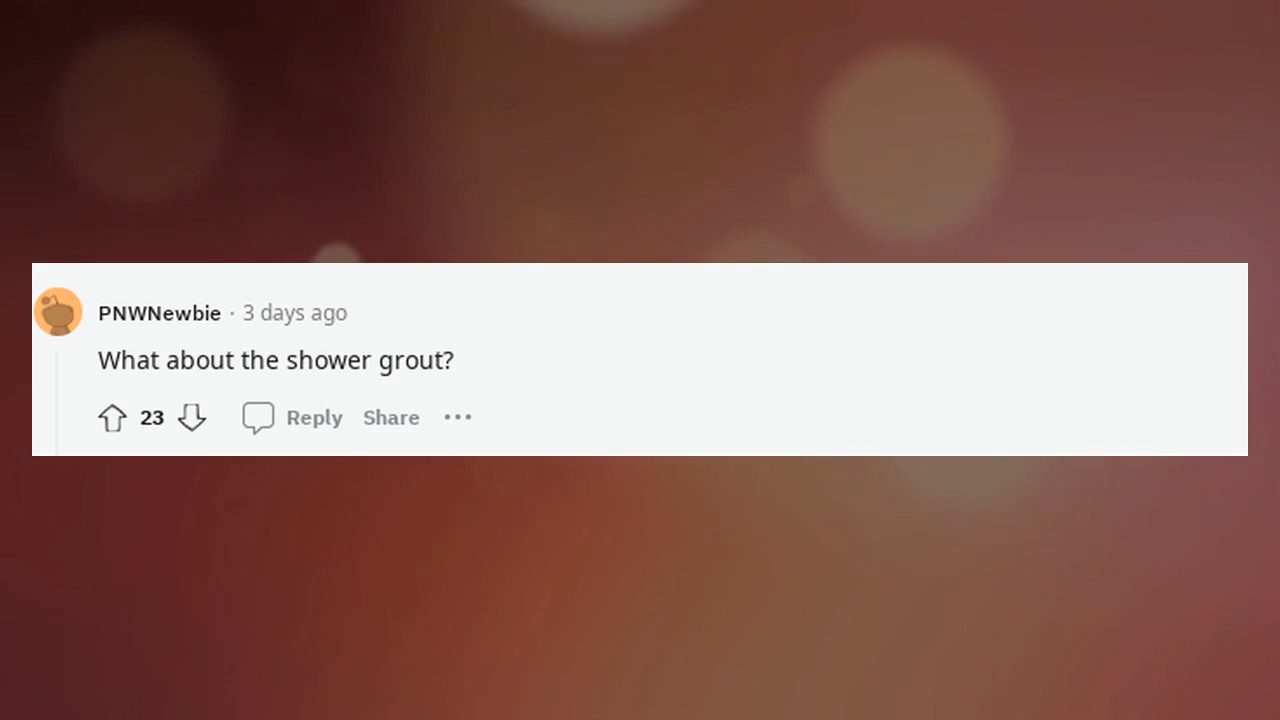 PNWNewbie · 3 days ago
What about the shower grout?
23 Reply Share ...